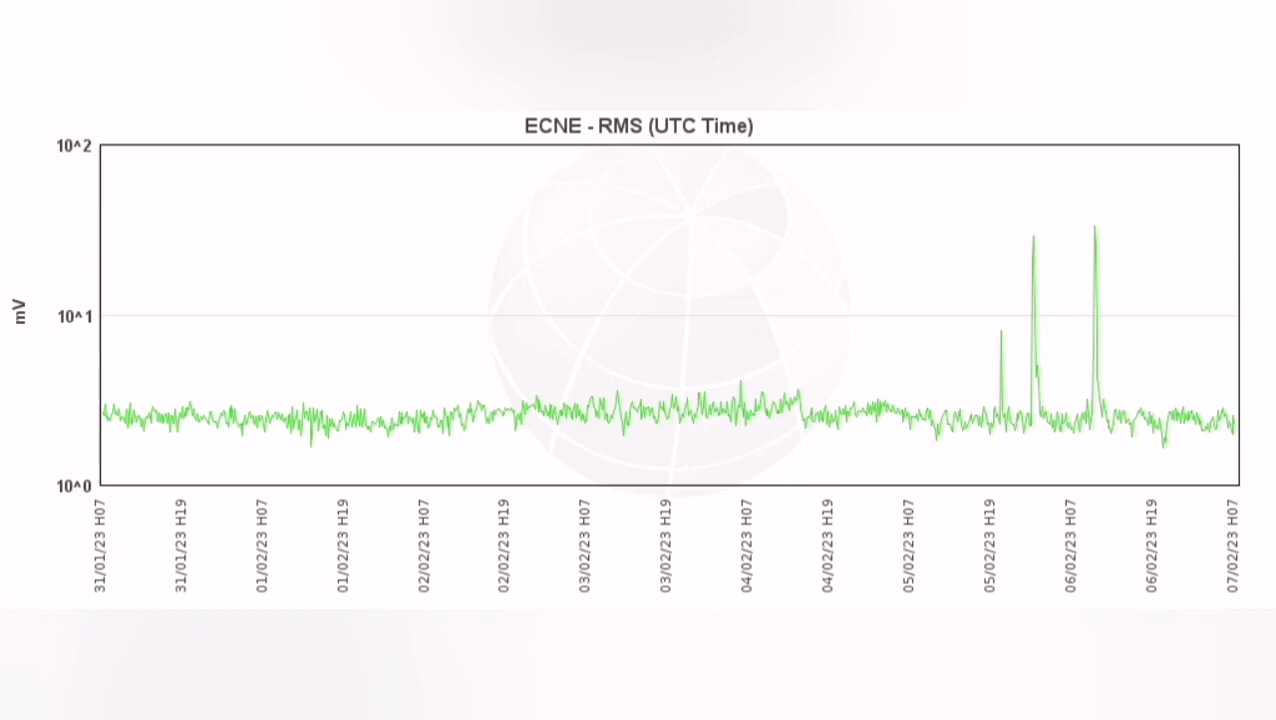 ECNE - RMS (UTC Time)
10^2
mV
10^1
10^0
31/01/23 H07
31/01/23 H19
01/02/23 H07
01/02/23 H19
02/02/23 H07
02/02/23 H19
03/02/23 H07
03/02/23 H19
04/02/23 H07
04/02/23 H19
05/02/23 H07
05/02/23 H19
06/02/23 H07
06/02/23 H19
07/02/23 H07